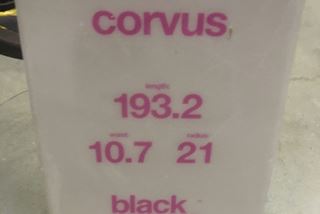 corvus
length:
193.2
waist: radius:
10.7 21
black